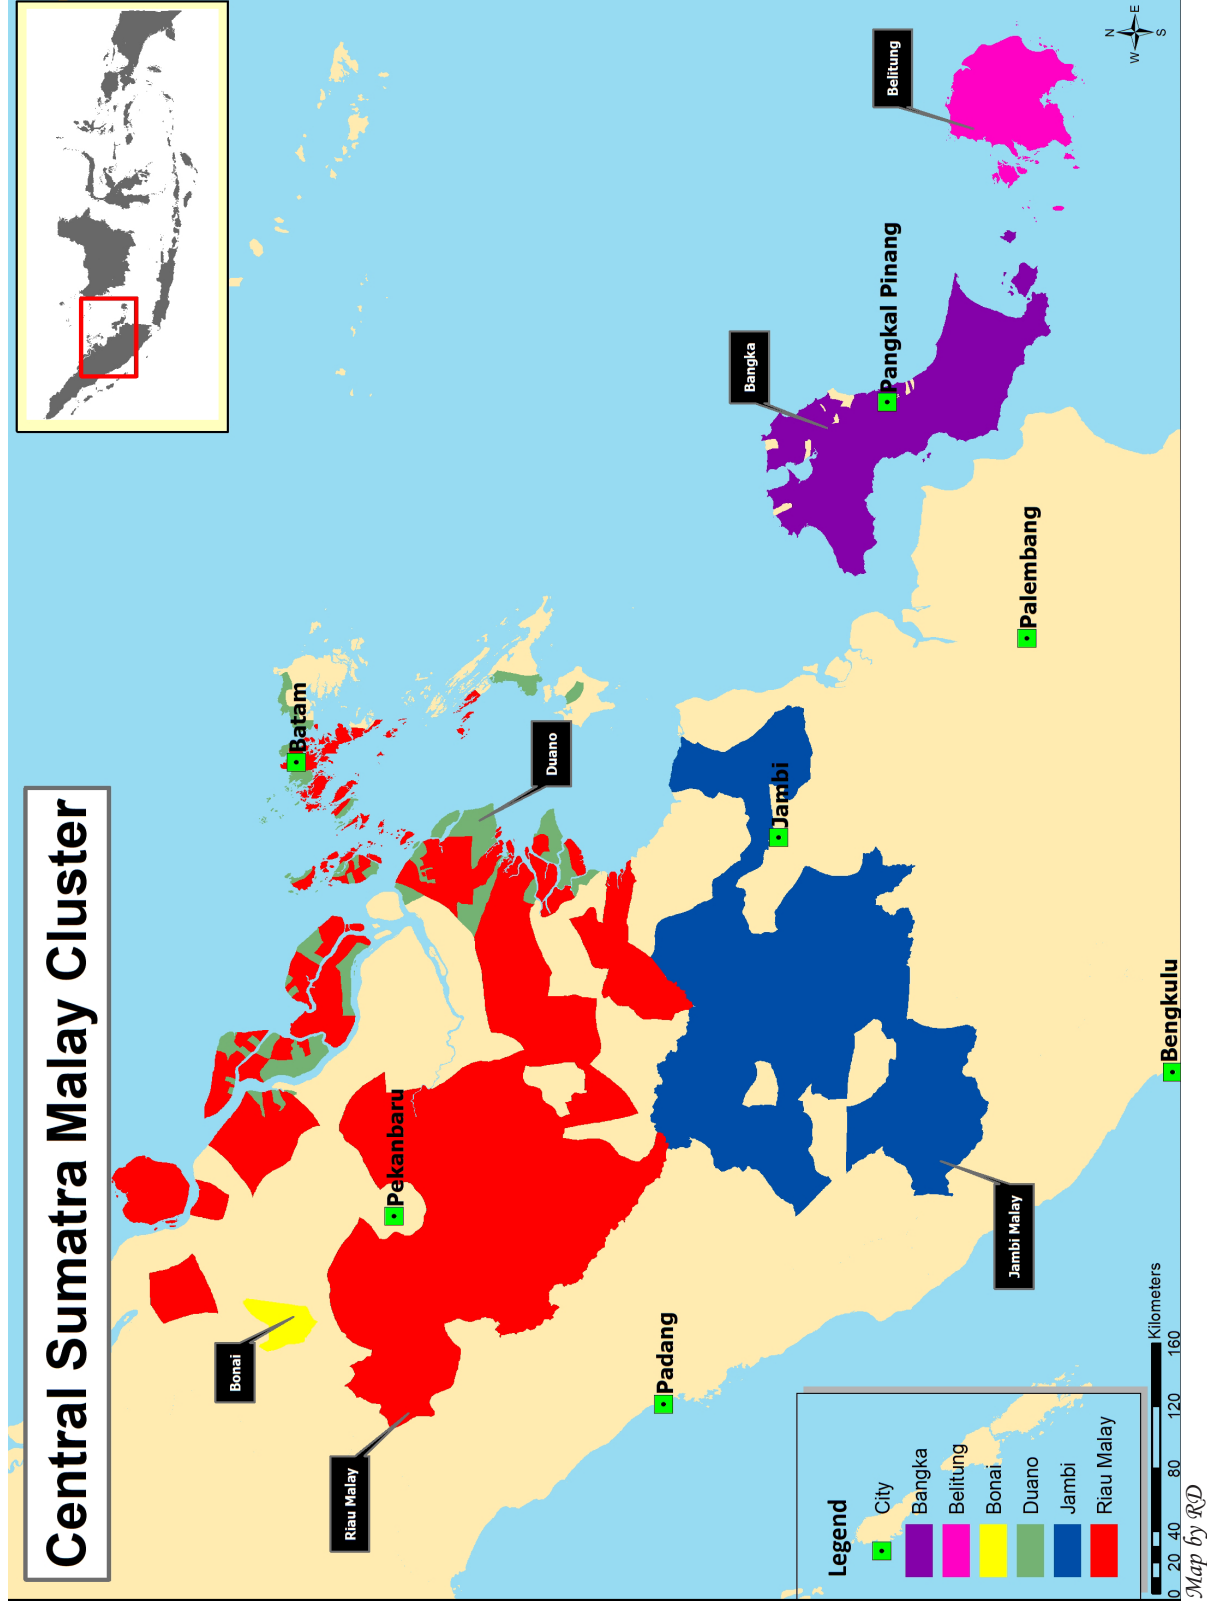 Central Sumatra Malay Cluster
N
W
E
S
Belitung
Bangka
Pangkal Pinang
Batam
Duano
Palembang
Jambi
Pekanbaru
Bonai
Riau Malay
Padang
Jambi Malay
Bengkulu
Legend
City
Bangka
Belitung
Bonai
Duano
Jambi
Riau Malay
0 20 40 80 120 160
Kilometers
Map by RD